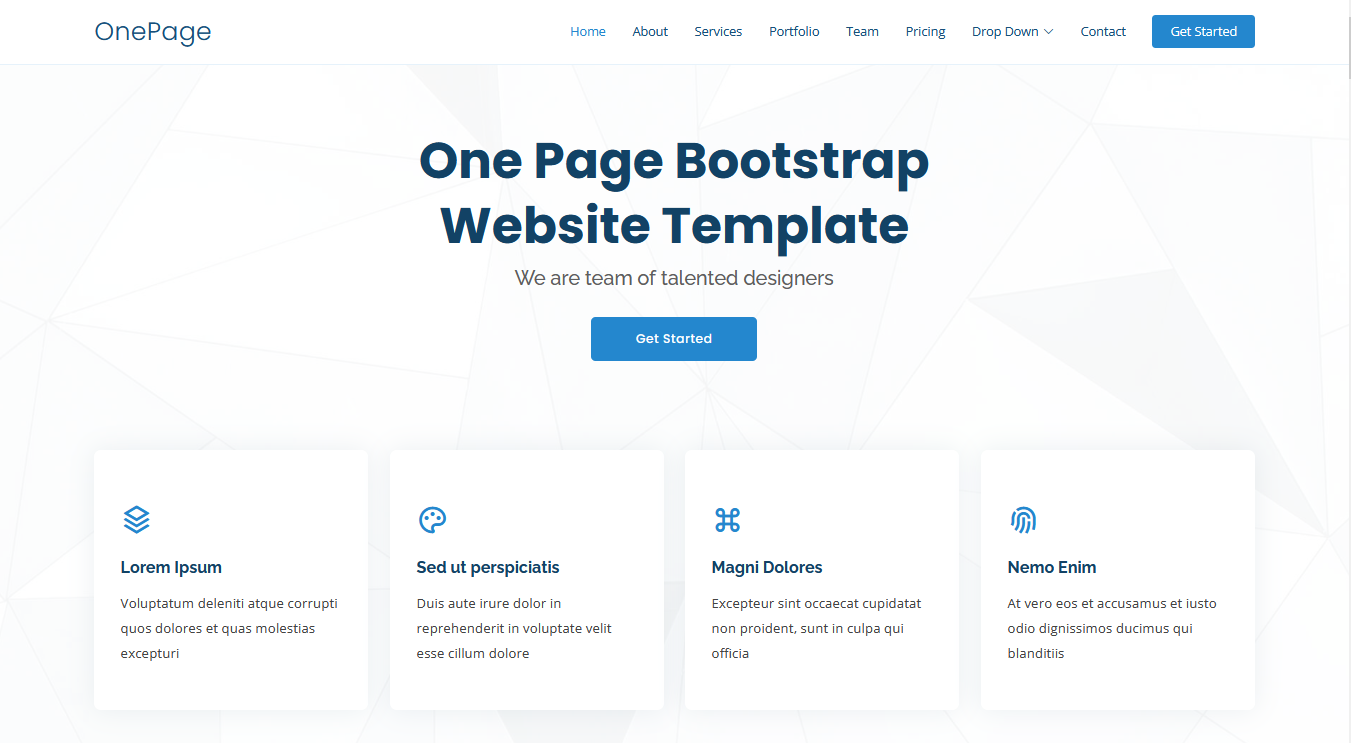 OnePage
Home About Services Portfolio Team Pricing Drop Down Contact Get Started
One Page Bootstrap
Website Template
We are team of talented designers
Get Started
Lorem Ipsum
Voluptatum deleniti atque corrupti
quos dolores et quas molestias
excepturi
Sed ut perspiciatis
Duis aute irure dolor in
reprehenderit in voluptate velit
esse cillum dolore
Magni Dolores
Excepteur sint occaecat cupidatat
non proident, sunt in culpa qui
officia
Nemo Enim
At vero eos et accusamus et iusto
odio dignissimos ducimus qui
blanditiis